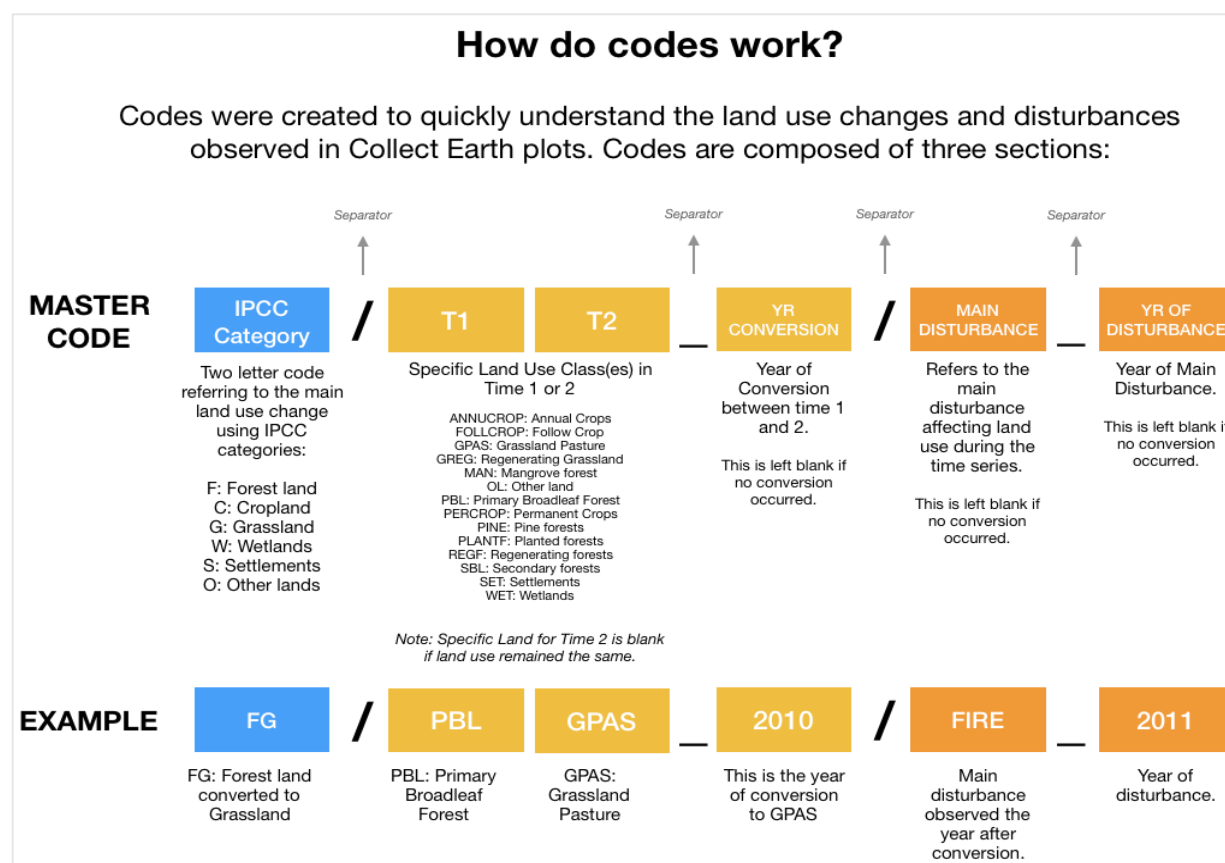 How do codes work?
Codes were created to quickly understand the land use changes and disturbances
observed in Collect Earth plots. Codes are composed of three sections:
Separator
Separator
Separator
Separator
MASTER
CODE
IPCC
Category
/
T1
T2
_
YR
CONVERSION
/
MAIN
DISTURBANCE
_
YR OF
DISTURBANCE
Two letter code
referring to the main
land use change
using IPCC
categories:
F: Forest land
C: Cropland
G: Grassland
W: Wetlands
S: Settlements
O: Other lands
Specific Land Use Class(es) in
Time 1 or 2
ANNUCROP: Annual Crops
FOLLCROP: Follow Crop
GPAS: Grassland Pasture
GREG: Regenerating Grassland
MAN: Mangrove forest
OL: Other land
PBL: Primary Broadleaf Forest
PERCROP: Permanent Crops
PINE: Pine forests
PLANTF: Planted forests
REGF: Regenerating forests
SBL: Secondary forests
SET: Settlements
WET: Wetlands
Note: Specific Land for Time 2 is blank
if land use remained the same.
Year of
Conversion
between time 1
and 2.
This is left blank if
no conversion
occurred.
Refers to the
main
disturbance
affecting land
use during the
time series.
This is left blank if
no conversion
occurred.
Year of Main
Disturbance.
This is left blank if
no conversion
occurred.
EXAMPLE
FG
/
PBL
GPAS
_
2010
/
FIRE
_
2011
FG: Forest land
converted to
Grassland
PBL: Primary
Broadleaf
Forest
GPAS:
Grassland
Pasture
This is the year
of conversion
to GPAS
Main
disturbance
observed the
year after
conversion.
Year of
disturbance.